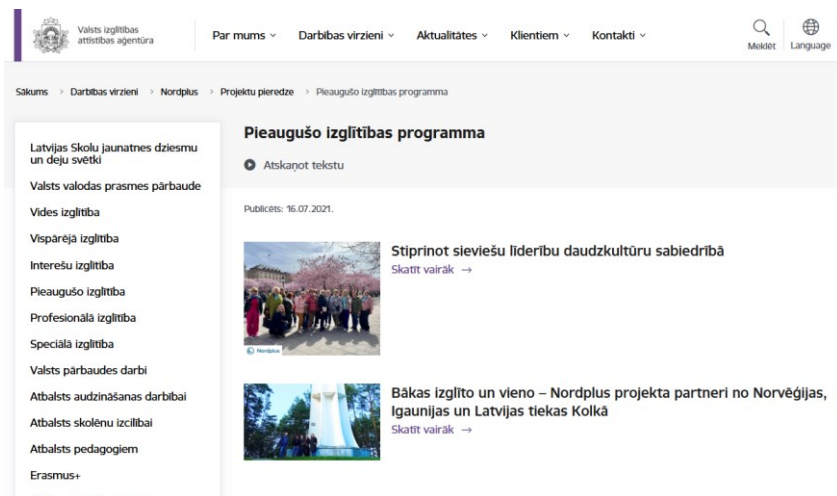 Valsts izglītības
attīstības aģentūra
Par mums
Darbības virzieni
Aktualitātes
Klientiem
Kontakti
Meklēt
Language
Sākums > Darbības virzieni > Nordplus > Projektu pieredze > Pieaugušo izglītības programma
Latvijas Skolu jaunatnes dziesmu
un deju svētki
Valsts valodas prasmes pārbaude
Vides izglītība
Vispārējā izglītība
Interešu izglītība
Pieaugušo izglītība
Profesionālā izglītība
Speciālā izglītība
Valsts pārbaudes darbi
Atbalsts audzināšanas darbībai
Atbalsts skolēnu izcilībai
Atbalsts pedagogiem
Erasmus+
Pieaugušo izglītības programma
Atskaņot tekstu
Publicēts: 16.07.2021.
Nordplus
Stiprinot sieviešu līderību daudzkultūru sabiedrībā
Skatīt vairāk →
Bākas izglīto un vieno – Nordplus projekta partneri no Norvēģijas,
Igaunijas un Latvijas tiekas Kolkā
Skatīt vairāk →